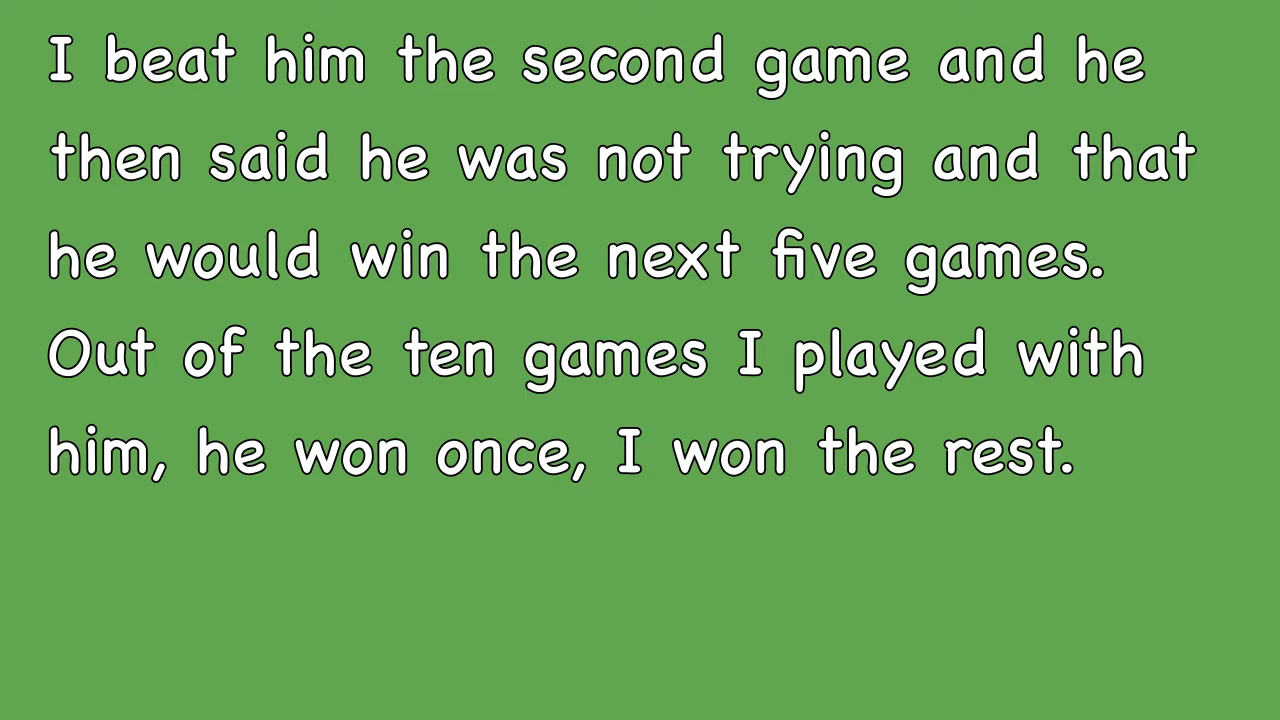 I beat him the second game and he
then said he was not trying and that
he would win the next five games.
Out of the ten games I played with
him, he won once, I won the rest.